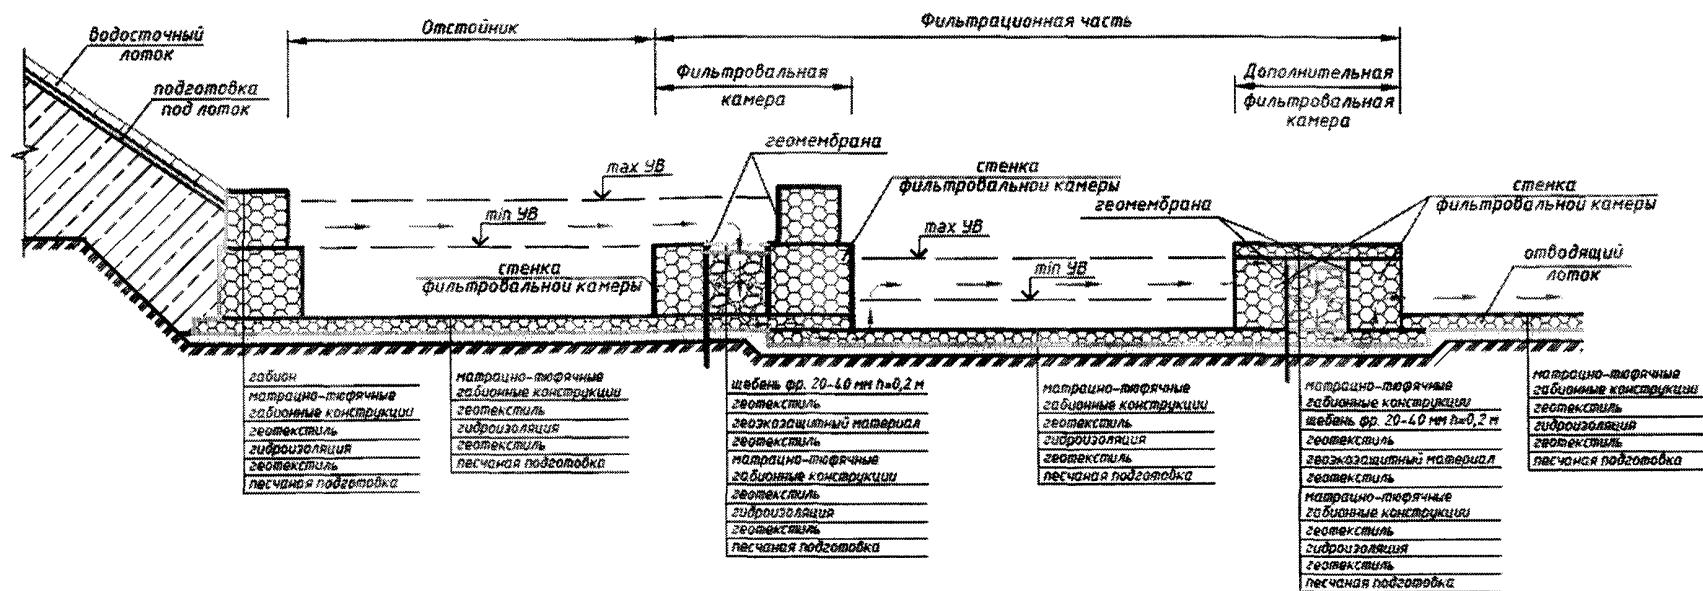 Отстойник
Фильтрационная часть
водосточный
лоток
подготовка
под лоток
Фильтровальная
камера
Дополнительная
фильтровальная
камера
геомембрана
max УВ
min УВ
стенка
фильтровальной камеры
стенка
фильтровальной камеры
max УВ
min УВ
геомембрана
стенка
фильтровальной камеры
отводящий
лоток
габион
матрацно-тюфячные
габионные конструкции
геотекстиль
гидроизоляция
геотекстиль
песчаная подготовка
матрацно-тюфячные
габионные конструкции
геотекстиль
гидроизоляция
геотекстиль
песчаная подготовка
щебень фр. 20-40 мм h=0,2 м
геотекстиль
геоэкозащитный материал
геотекстиль
матрацно-тюфячные
габионные конструкции
геотекстиль
гидроизоляция
геотекстиль
песчаная подготовка
матрацно-тюфячные
габионные конструкции
геотекстиль
гидроизоляция
геотекстиль
песчаная подготовка
матрацно-тюфячные
габионные конструкции
щебень фр. 20-40 мм h=0,2 м
геотекстиль
геоэкозащитный материал
геотекстиль
матрацно-тюфячные
габионные конструкции
геотекстиль
гидроизоляция
геотекстиль
песчаная подготовка
матрацно-тюфячные
габионные конструкции
геотекстиль
гидроизоляция
геотекстиль
песчаная подготовка